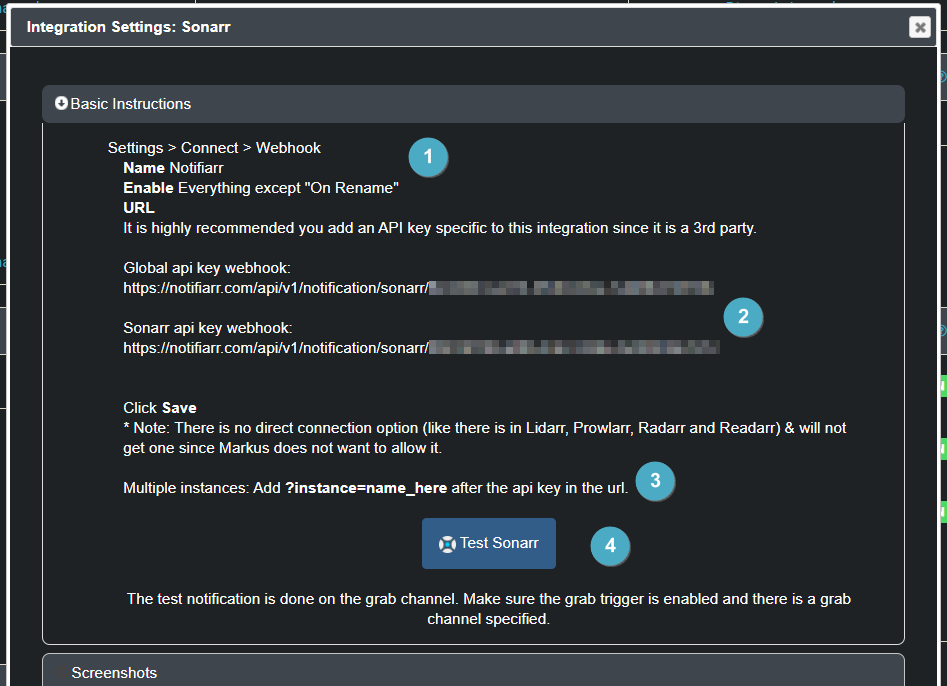 Integration Settings: Sonarr
Basic Instructions
Settings > Connect > Webhook
1
Name Notifiarr
Enable Everything except "On Rename"
URL
It is highly recommended you add an API key specific to this integration since it is a 3rd party.
Global api key webhook:
https://notifiarr.com/api/v1/notification/sonarr/
2
Sonarr api key webhook:
https://notifiarr.com/api/v1/notification/sonarr/
Click Save
* Note: There is no direct connection option (like there is in Lidarr, Prowlarr, Radarr and Readarr) & will not
get one since Markus does not want to allow it.
Multiple instances: Add ?instance=name_here after the api key in the url.
3
Test Sonarr
4
The test notification is done on the grab channel. Make sure the grab trigger is enabled and there is a grab
channel specified.
Screenshots